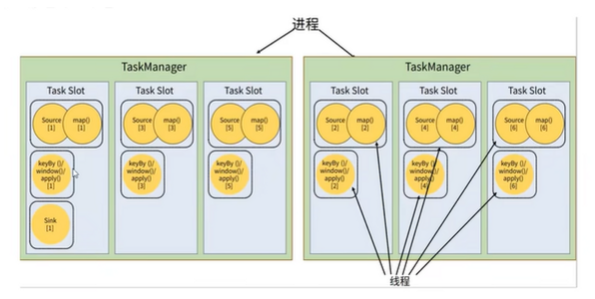 进程
TaskManager
Task Slot
Source
[1]
map()
[1]
keyBy ()/
window()/
apply()
[1]
Sink
[1]
Task Slot
Source
[3]
map()
[3]
keyBy ()/
window()/
apply()
[3]
Task Slot
Source
[5]
map()
[5]
keyBy ()/
window()/
apply()
[5]
TaskManager
Task Slot
Source
[2]
map()
[2]
keyBy ()/
window()/
apply()
[2]
Task Slot
Source
[4]
map()
[4]
keyBy ()/
window()/
apply()
[4]
Task Slot
Source
[6]
map()
[6]
keyBy ()/
window()/
apply()
[6]
线程